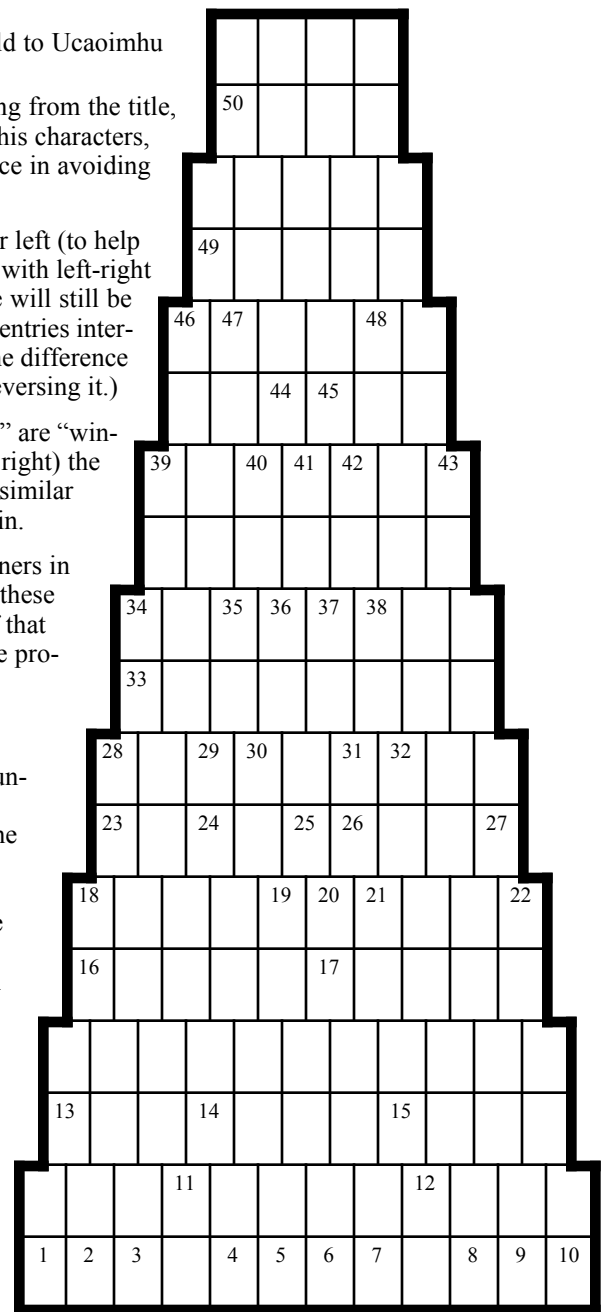 ld to Ucaoimhu
ng from the title,
his characters,
ce in avoiding
r left (to help
with left-right
e will still be
entries inter-
ne difference
eversing it.)
” are “win-
right) the
similar
in.
ners in
these
f that
e pro-
un-
ne
e
50
49
46 47 48
44 45
39 40 41 42 43
34 35 36 37 38
33
28 29 30 31 32
23 24 25 26 27
18 19 20 21 22
16 17
13 14 15
11 12
1 2 3 4 5 6 7 8 9 10